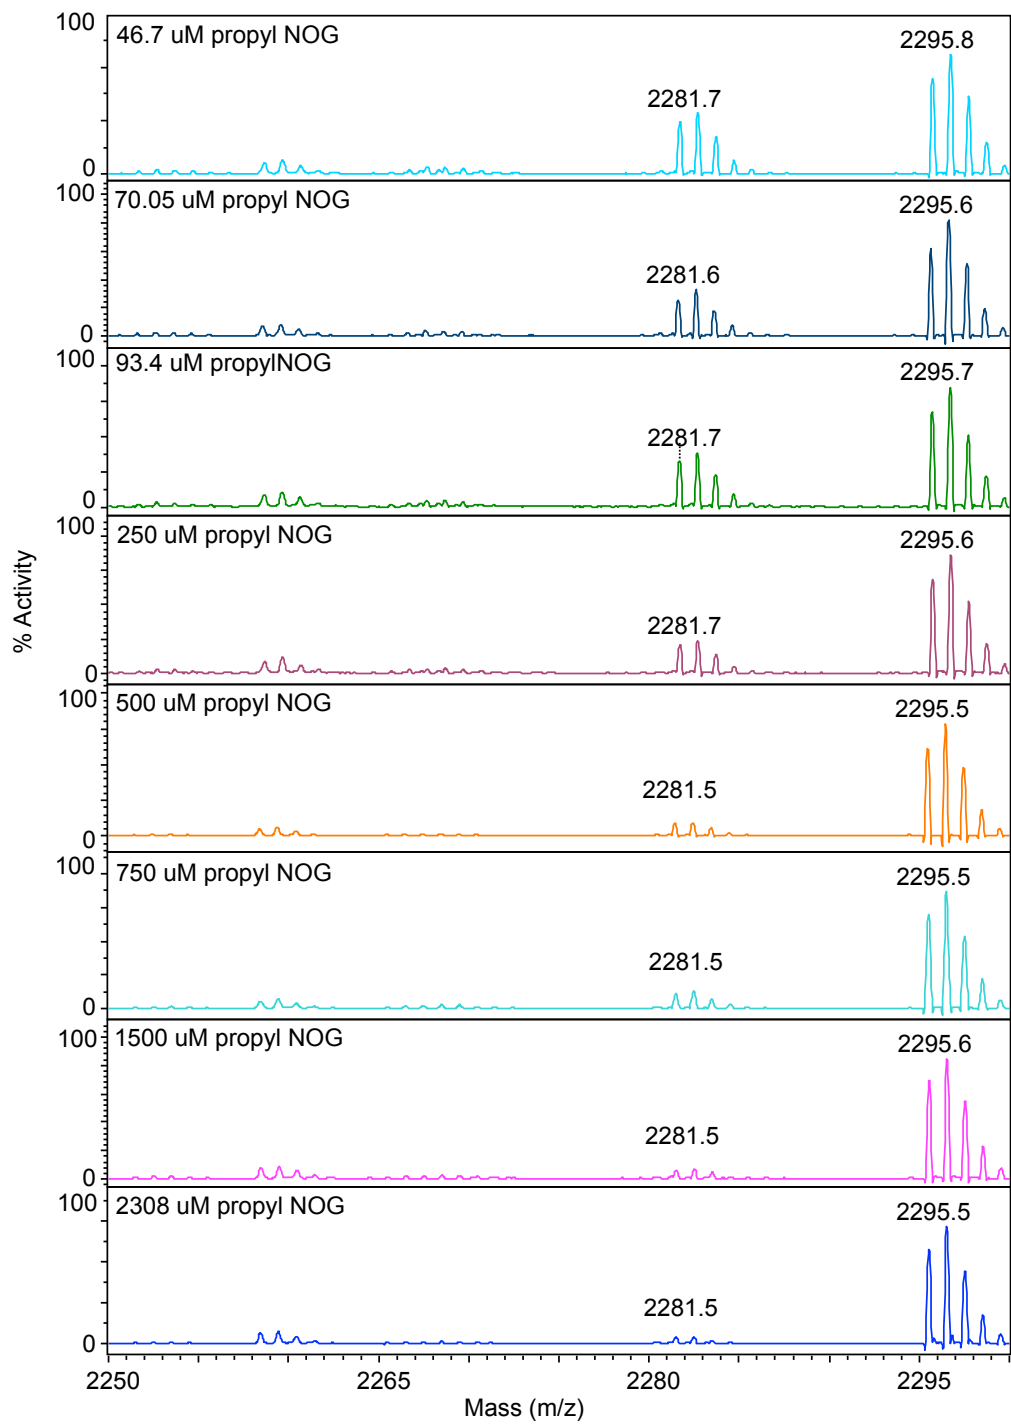 100
46.7 uM propyl NOG
2295.8
2281.7
0
100
70.05 uM propyl NOG
2295.6
2281.6
0
100
93.4 uM propylNOG
2295.7
2281.7
0
100
250 uM propyl NOG
2295.6
2281.7
0
% Activity
100
500 uM propyl NOG
2295.5
2281.5
0
100
750 uM propyl NOG
2295.5
2281.5
0
100
1500 uM propyl NOG
2295.6
2281.5
0
100
2308 uM propyl NOG
2295.5
2281.5
0
2250 2265 2280 2295
Mass (m/z)